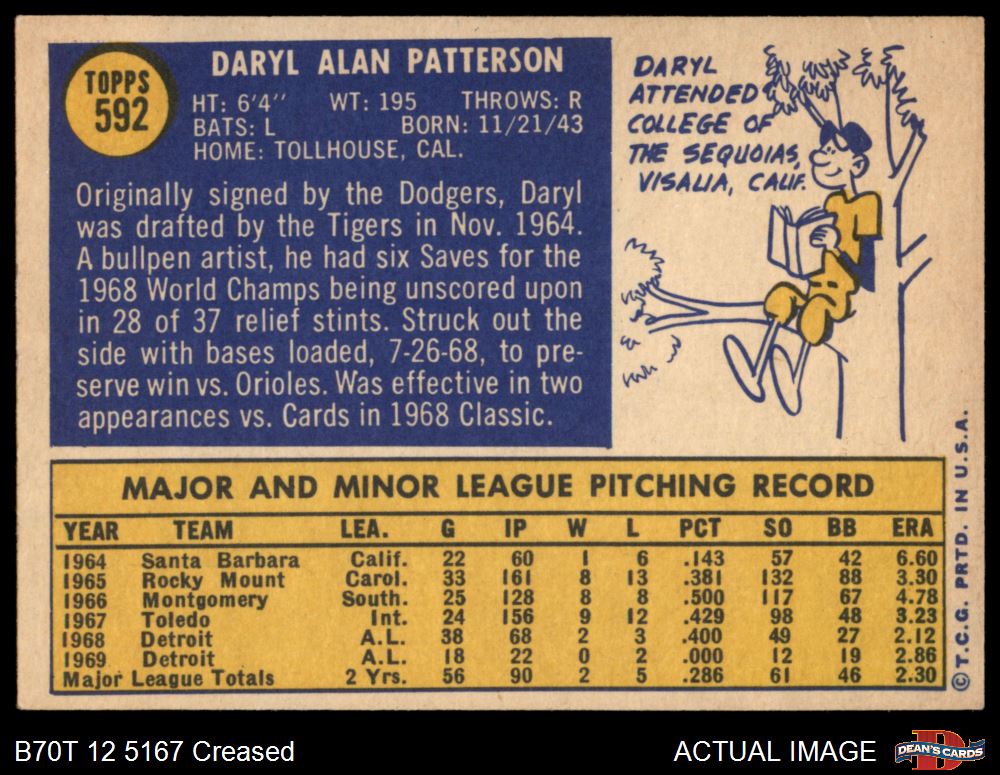 TOPPS
592
DARYL ALAN PATTERSON
HT: 6'4" WT: 195 THROWS: R
BATS: L BORN: 11/21/43
HOME: TOLLHOUSE, CAL.
Originally signed by the Dodgers, Daryl
was drafted by the Tigers in Nov. 1964.
A bullpen artist, he had six Saves for the
1968 World Champs being unscored upon
in 28 of 37 relief stints. Struck out the
side with bases loaded, 7-26-68, to pre-
serve win vs. Orioles. Was effective in two
appearances vs. Cards in 1968 Classic.
DARYL
ATTENDED
COLLEGE OF
THE SEQUOIAS,
VISALIA, CALIF.
MAJOR AND MINOR LEAGUE PITCHING RECORD
YEAR TEAM LEA. G IP W L PCT SO BB ERA
1964 Santa Barbara Calif. 22 60 1 6 .143 57 42 6.60
1965 Rocky Mount Carol. 33 161 8 13 .381 132 88 3.30
1966 Montgomery South. 25 128 8 8 .500 117 67 4.78
1967 Toledo Int. 24 156 9 12 .429 98 48 3.23
1968 Detroit A.L. 38 68 2 3 .400 49 27 2.12
1969 Detroit A.L. 18 22 0 2 .000 12 19 2.86
Major League Totals 2 Yrs. 56 90 2 5 .286 61 46 2.30
©T.C.G. PRTD. IN U.S.A.
B70T 12 5167 Creased
ACTUAL IMAGE
D
DEAN'S CARDS